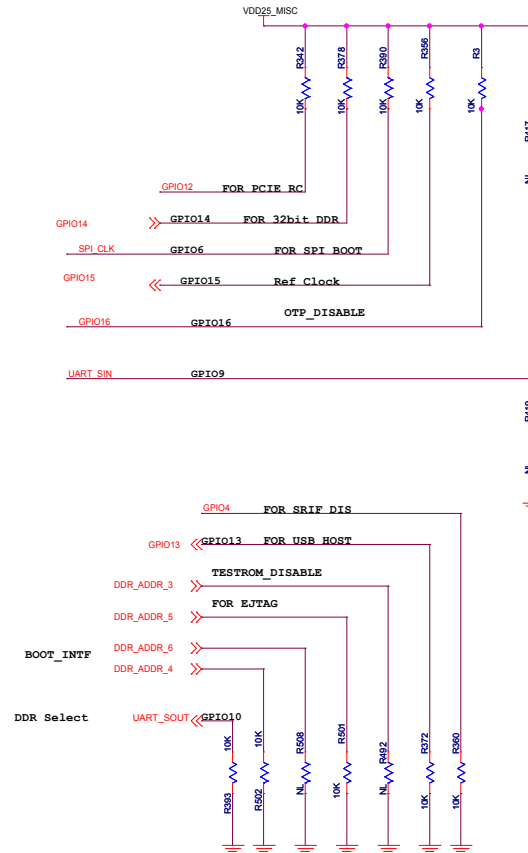 VDD25_MISC
R342
R378
R390
R356
R3
10K
10K
10K
10K
10K
GPIO12
FOR PCIE RC
GPIO14
GPIO14
FOR 32bit DDR
SPI_CLK
GPIO6
FOR SPI BOOT
GPIO15
GPIO15
Ref Clock
OTP_DISABLE
GPIO16
GPIO16
UART_SIN
GPIO9
GPIO4
FOR SRIF DIS
GPIO13
GPIO13
FOR USB HOST
TESTROM_DISABLE
DDR_ADDR_3
FOR EJTAG
DDR_ADDR_5
BOOT_INTF
DDR_ADDR_6
DDR_ADDR_4
DDR Select
UART_SOUT
GPIO10
10K
10K
R508
R501
R492
R372
R360
R393
R502
NL
10K
NL
10K
10K